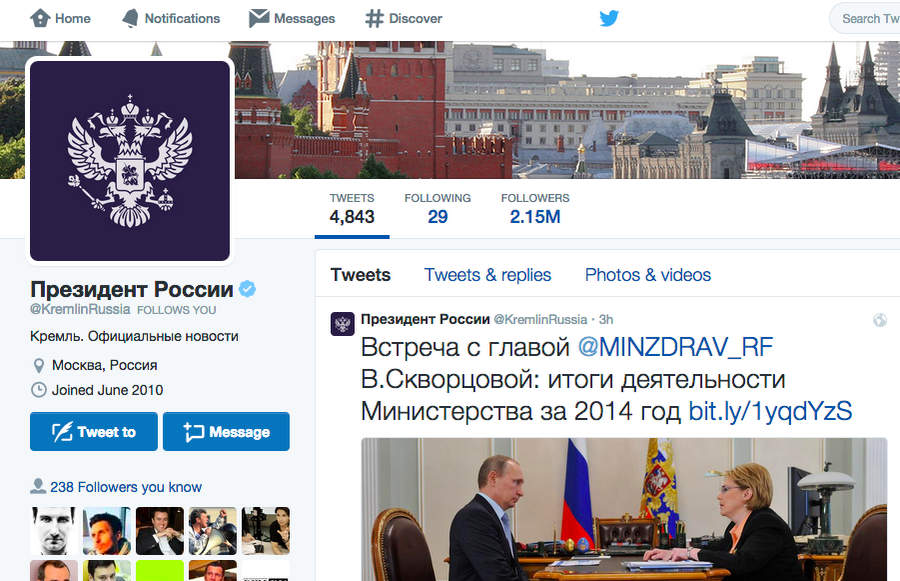 Home Notifications Messages Discover Search Tw
TWEETS FOLLOWING FOLLOWERS
4,843 29 2.15M
Президент России
@KremlinRussia FOLLOWS YOU
Кремль. Официальные новости
Москва, Россия
Joined June 2010
Tweet to Message
238 Followers you know
Tweets Tweets & replies Photos & videos
Президент России @KremlinRussia · 3h
Встреча с главой @MINZDRAV_RF
В.Скворцовой: итоги деятельности
Министерства за 2014 год bit.ly/1yqdYzS